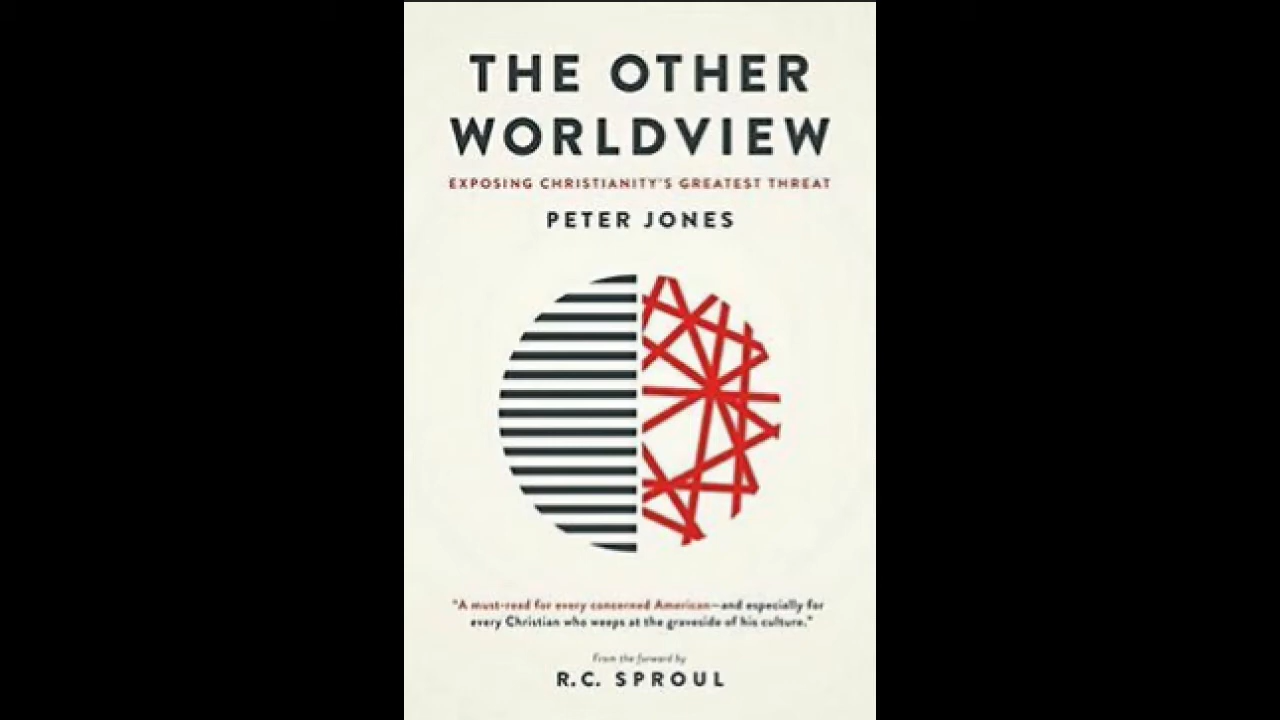 THE OTHER
WORLDVIEW
EXPOSING CHRISTIANITY'S GREATEST THREAT
PETER JONES
"A must-read for every concerned American—and especially for
every Christian who weeps at the graveside of his culture."
From the forward by
R.C. SPROUL